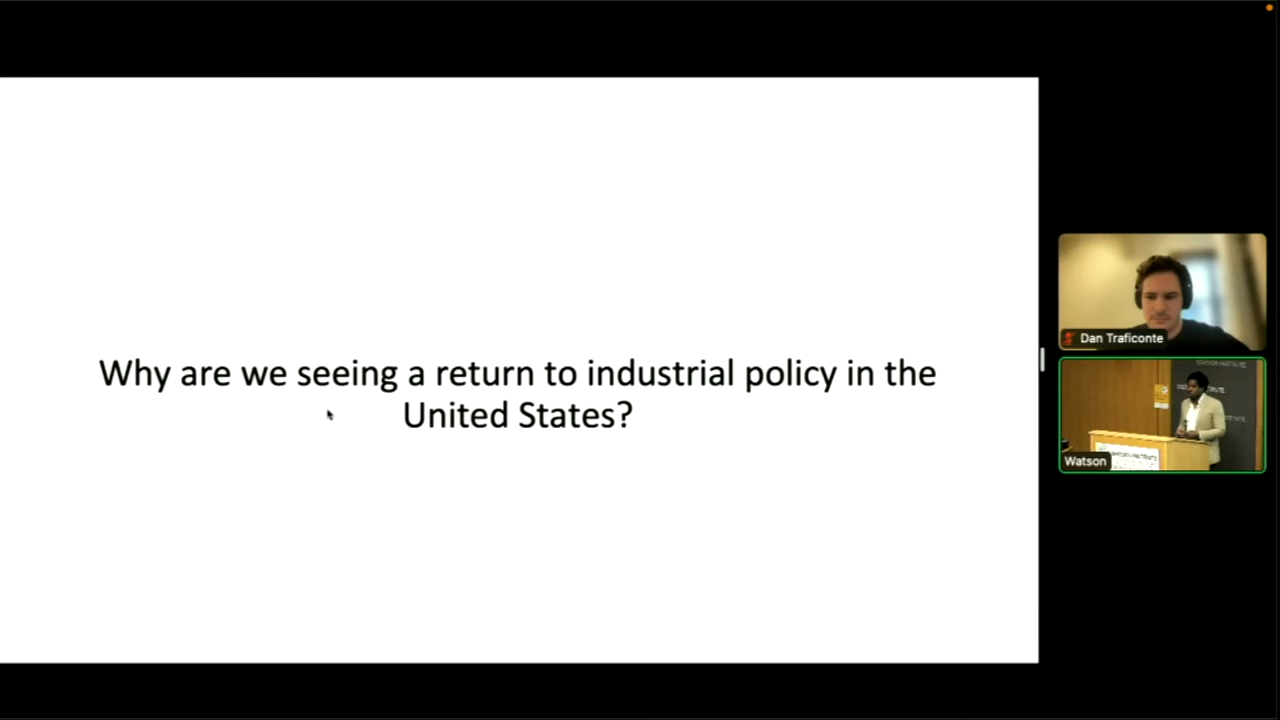 Why are we seeing a return to industrial policy in the
United States?
Dan Traficonte
Watson